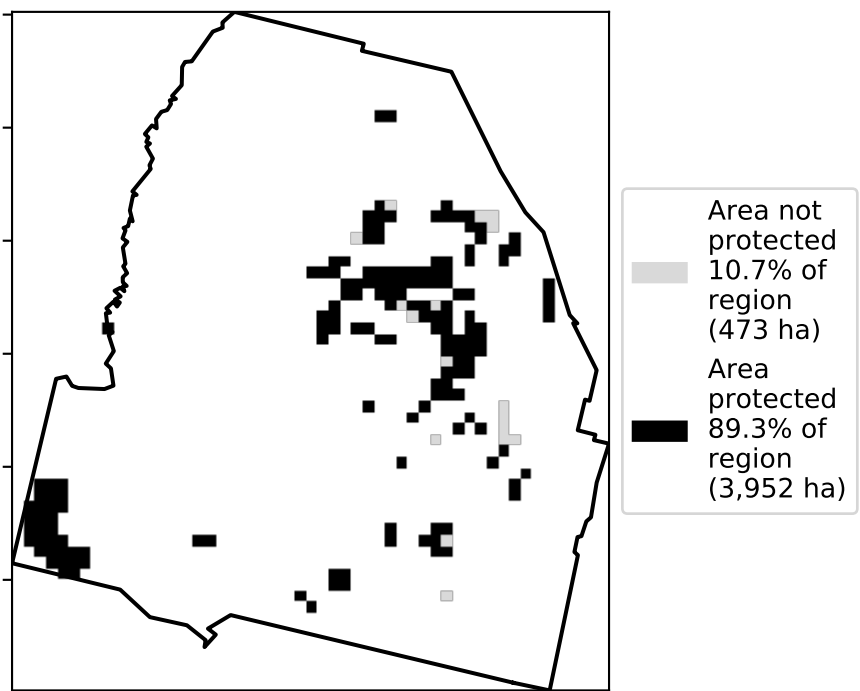 Area not
protected
10.7% of
region
(473 ha)
Area
protected
89.3% of
region
(3,952 ha)